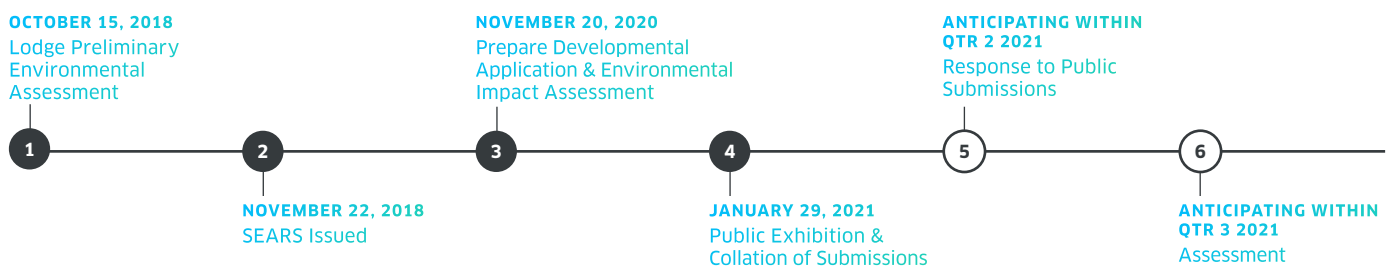 OCTOBER 15, 2018
Lodge Preliminary
Environmental
Assessment
1
2
NOVEMBER 22, 2018
SEARS Issued
NOVEMBER 20, 2020
Prepare Developmental
Application & Environmental
Impact Assessment
3
4
JANUARY 29, 2021
Public Exhibition &
Collation of Submissions
ANTICIPATING WITHIN
QTR 2 2021
Response to Public
Submissions
5
6
ANTICIPATING WITHIN
QTR 3 2021
Assessment